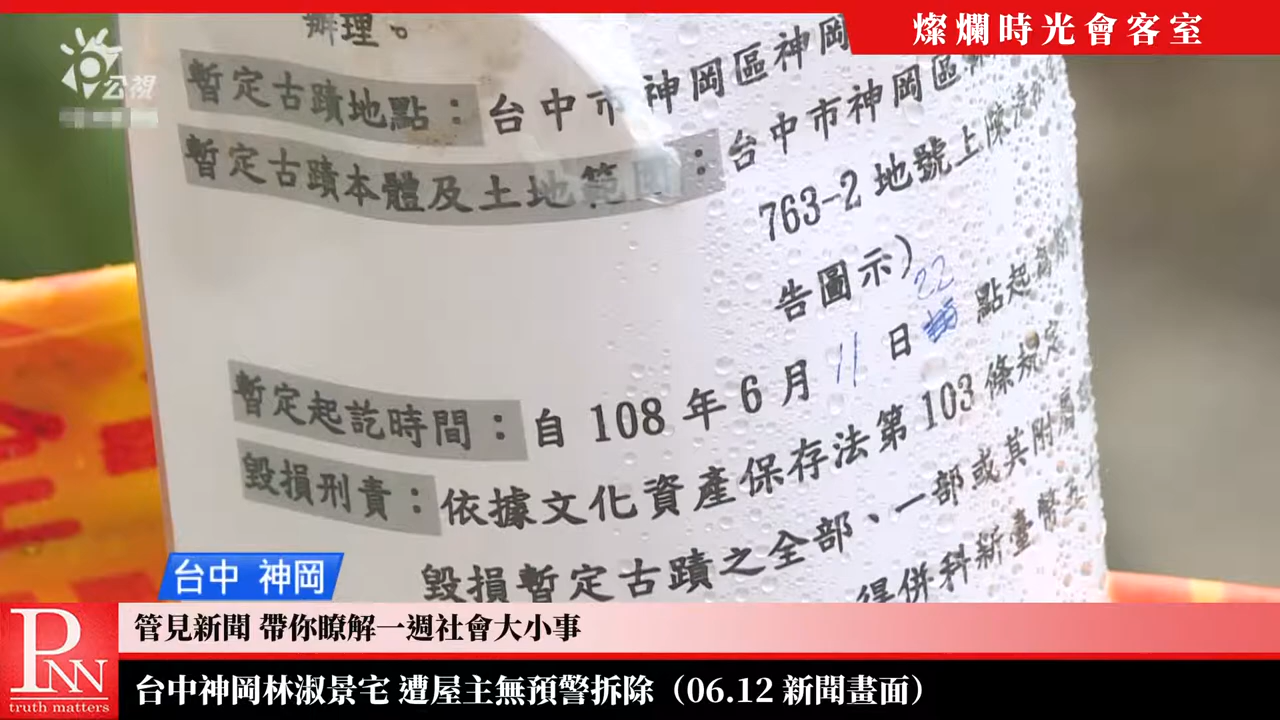 燦爛時光會客室
公視
辦理。
暫定古蹟地點：台中市神岡區神岡
暫定古蹟本體及土地範圍：台中市神岡區
763-2 地號上陳
告圖示)
22
暫定起訖時間：自 108 年 6 月 11 日 點起
毀損刑責：依據文化資產保存法第 103 條規定
毀損暫定古蹟之全部、一部或其附屬
得併科新臺幣五
台中 神岡
PNN
truth matters
管見新聞 帶你瞭解一週社會大小事
台中神岡林淑景宅 遭屋主無預警拆除（06.12 新聞畫面）